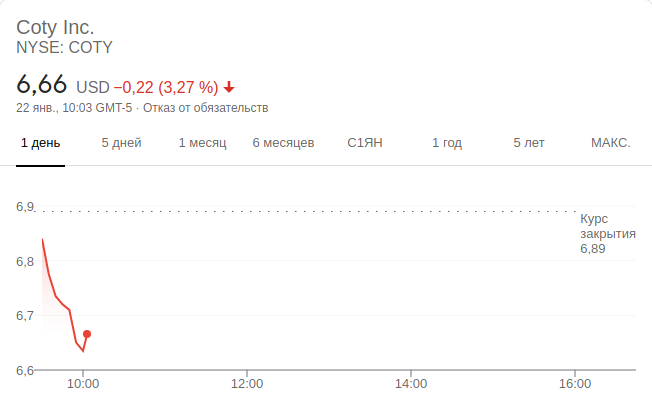 Coty Inc.
NYSE: COTY
6,66 USD −0,22 (3,27 %)
22 янв., 10:03 GMT-5 · Отказ от обязательств
1 день 5 дней 1 месяц 6 месяцев С1ЯН 1 год 5 лет МАКС.
6,9
Курс
закрытия
6,89
6,8
6,7
6,6
10:00 12:00 14:00 16:00